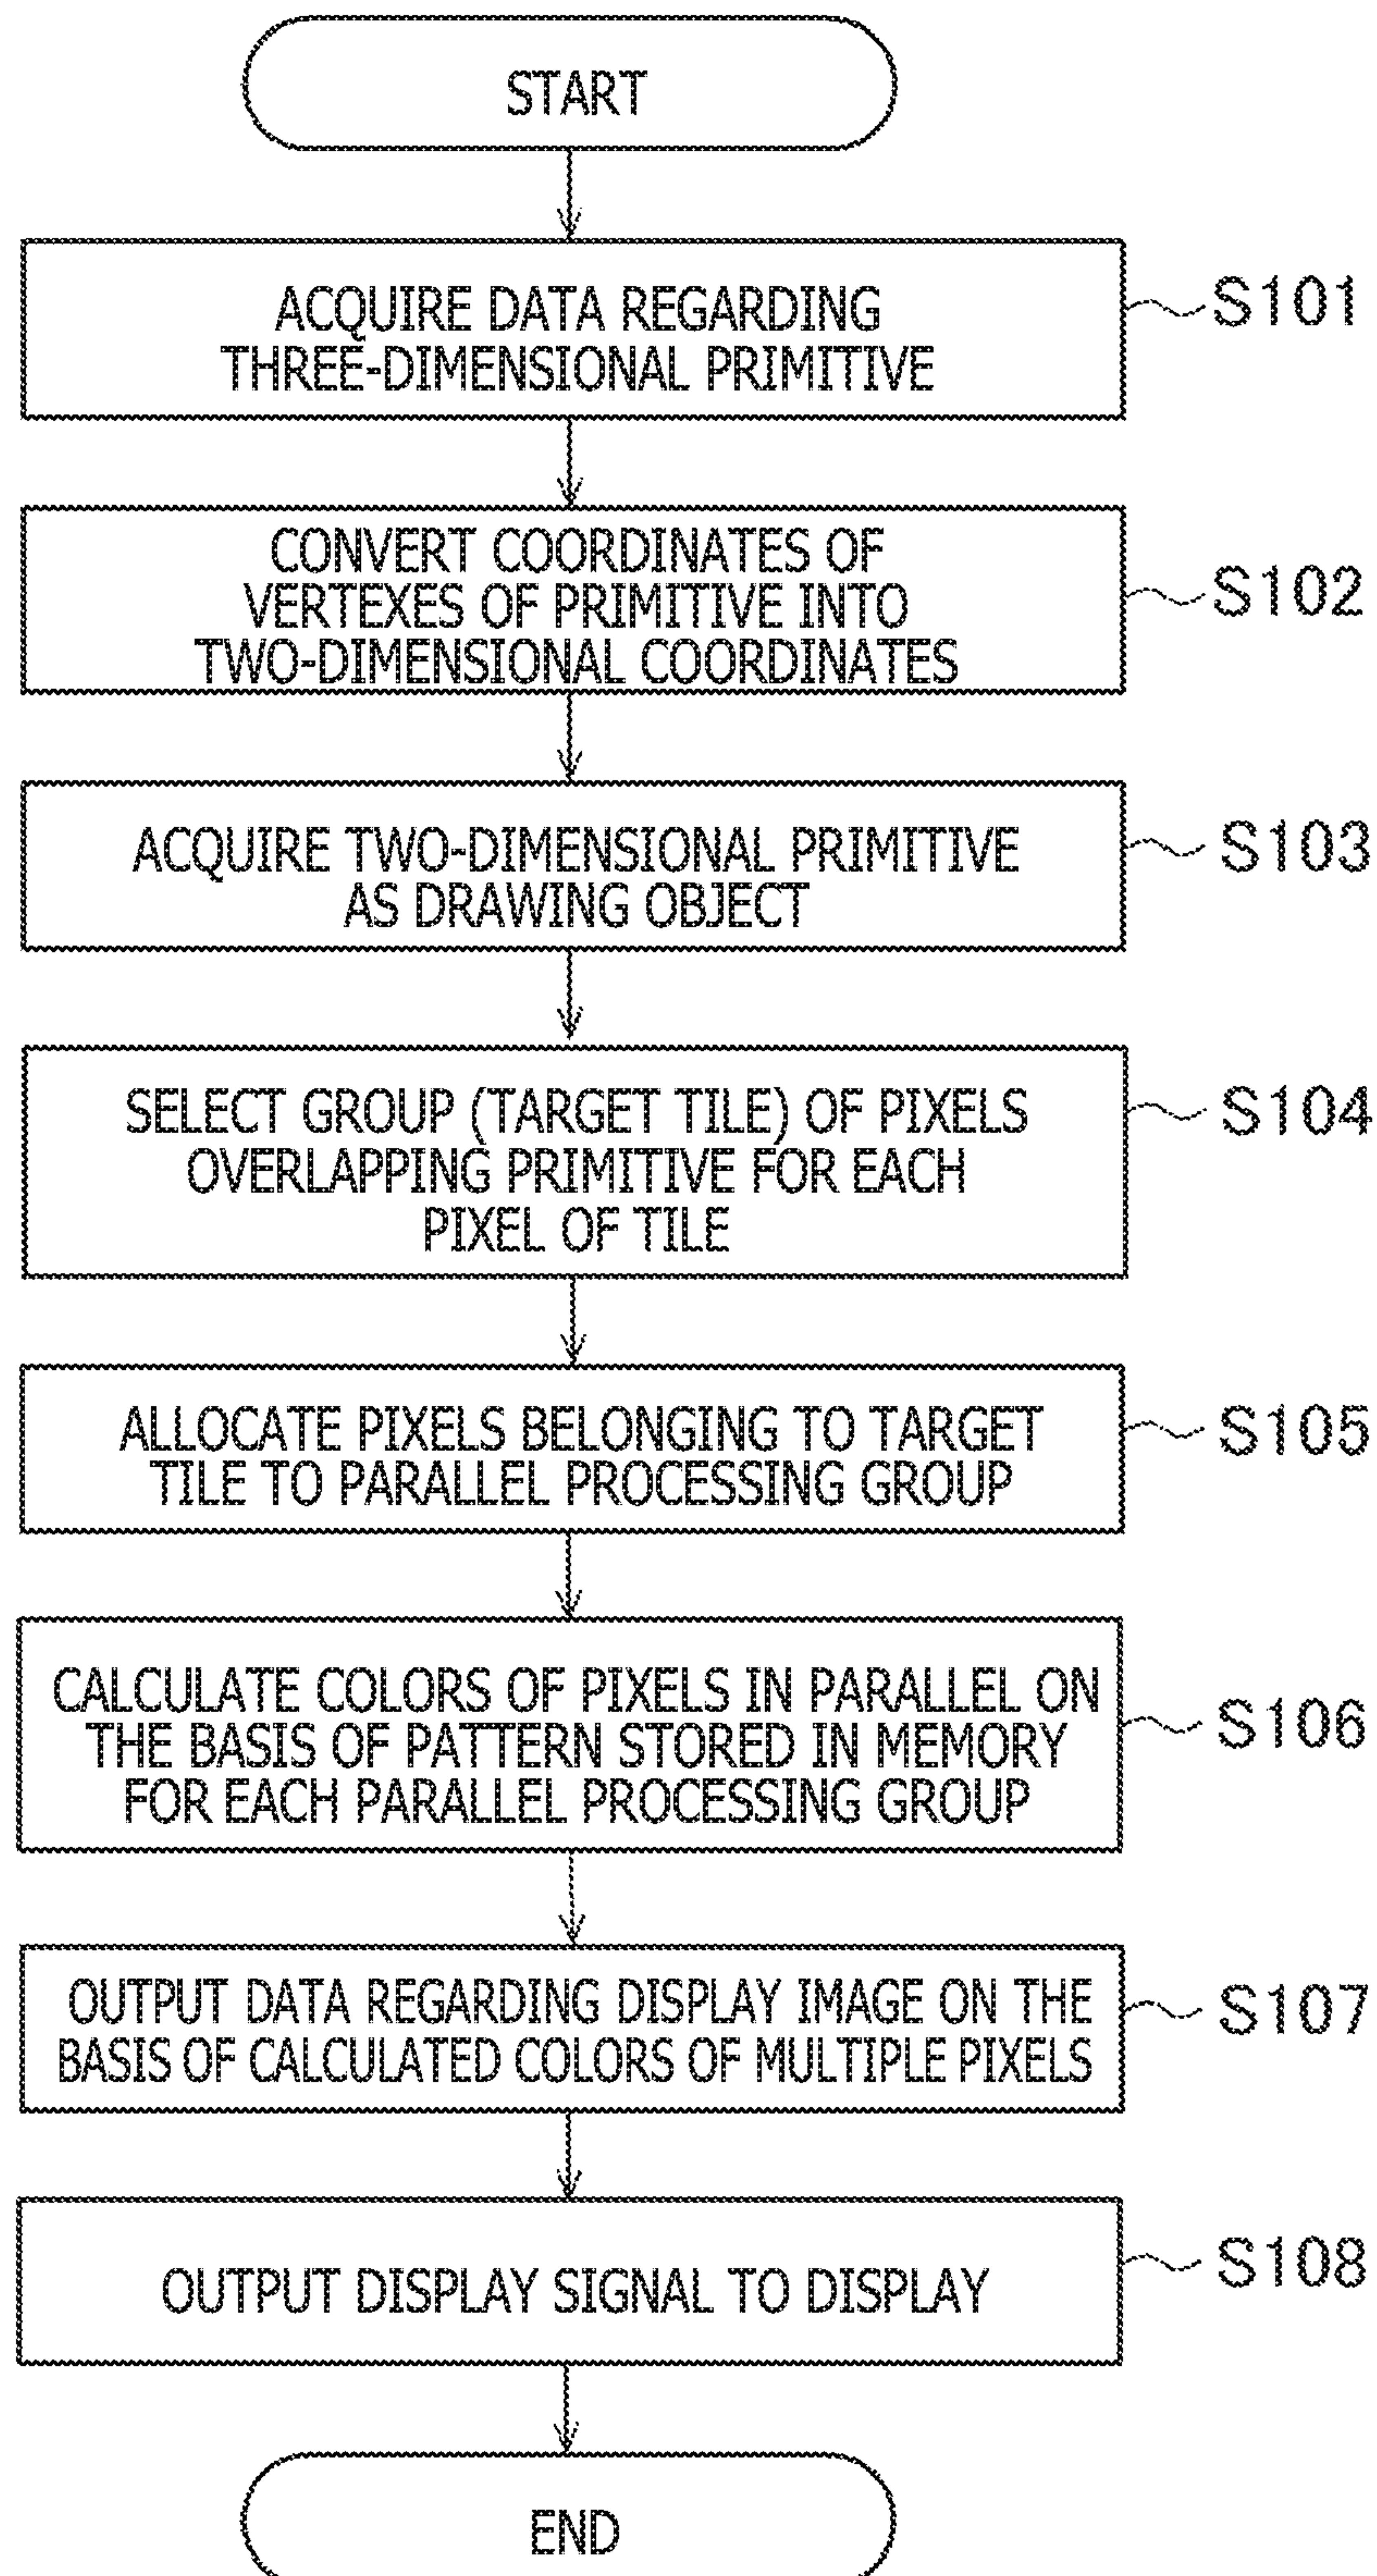 START
ACQUIRE DATA REGARDING
THREE-DIMENSIONAL PRIMITIVE
S101
CONVERT COORDINATES OF
VERTEXES OF PRIMITIVE INTO
TWO-DIMENSIONAL COORDINATES
S102
ACQUIRE TWO-DIMENSIONAL PRIMITIVE
AS DRAWING OBJECT
S103
SELECT GROUP (TARGET TILE) OF PIXELS
OVERLAPPING PRIMITIVE FOR EACH
PIXEL OF TILE
S104
ALLOCATE PIXELS BELONGING TO TARGET
TILE TO PARALLEL PROCESSING GROUP
S105
CALCULATE COLORS OF PIXELS IN PARALLEL ON
THE BASIS OF PATTERN STORED IN MEMORY
FOR EACH PARALLEL PROCESSING GROUP
S106
OUTPUT DATA REGARDING DISPLAY IMAGE ON THE
BASIS OF CALCULATED COLORS OF MULTIPLE PIXELS
S107
OUTPUT DISPLAY SIGNAL TO DISPLAY
S108
END